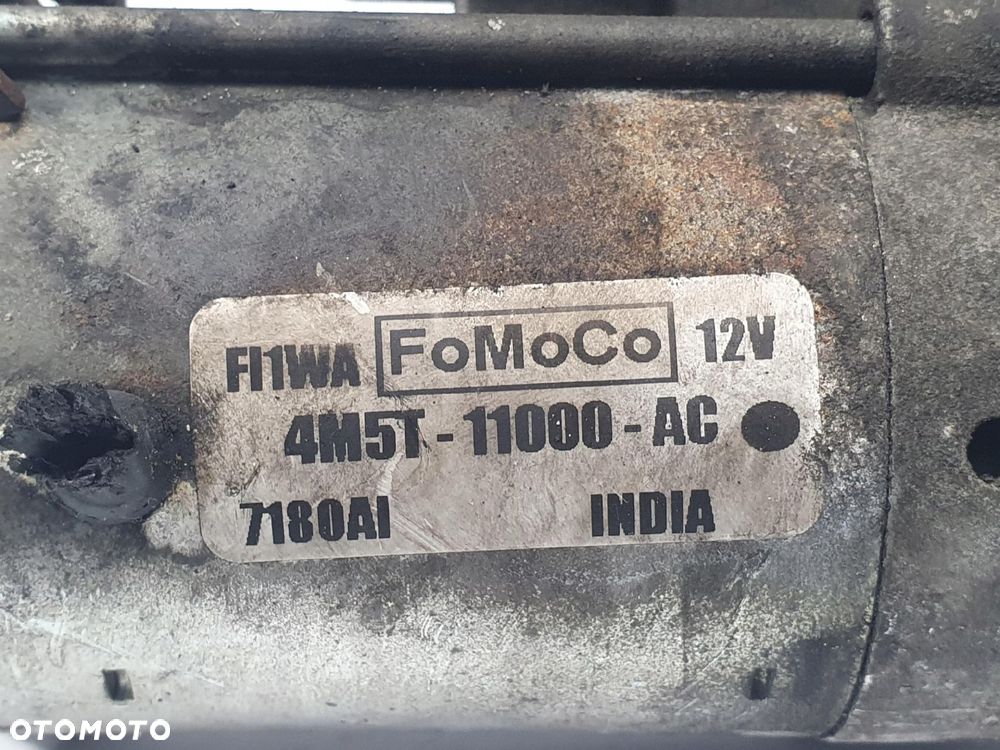 FI1WA FoMoCo 12V
4M5T - 11000 - AC
7180AI INDIA
OTOMOTO